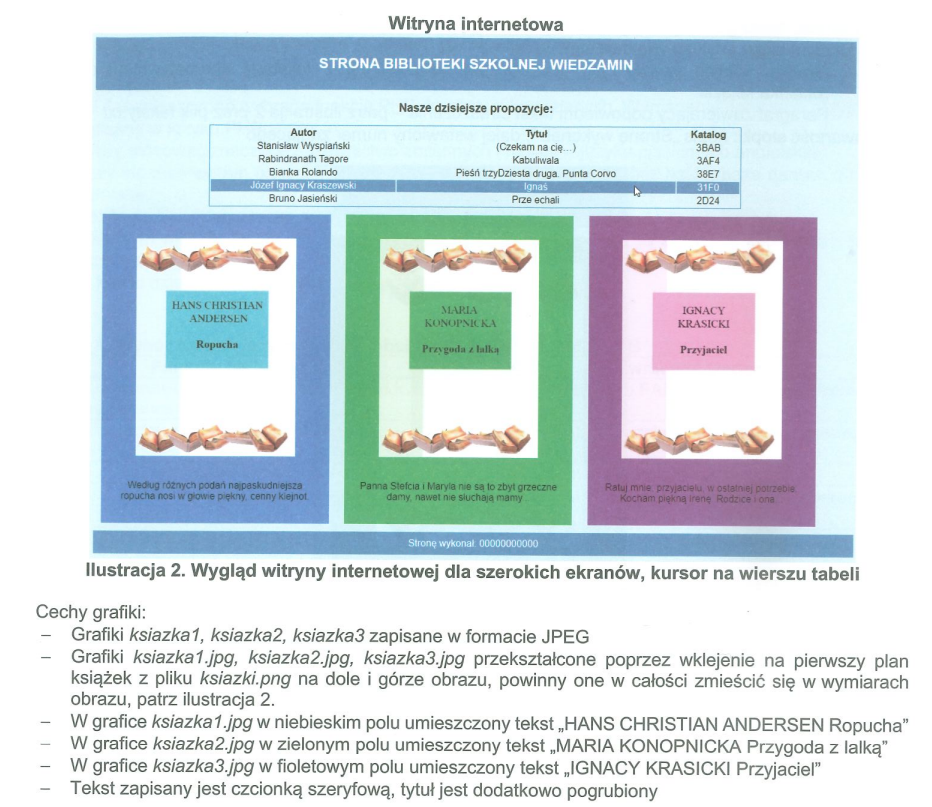 Witryna internetowa
STRONA BIBLIOTEKI SZKOLNEJ WIEDZAMIN
Nasze dzisiejsze propozycje:
Autor Tytuł Katalog
Stanisław Wyspiański (Czekam na cię...) 3BAB
Rabindranath Tagore Kabuliwala 3AF4
Bianka Rolando Pieśń trzyDziesta druga. Punta Corvo 38E7
Józef Ignacy Kraszewski Ignaś 31F0
Bruno Jasieński Prze echali 2D24
HANS CHRISTIAN
ANDERSEN
Ropucha
Według różnych podań najpaskudniejsza
ropucha nosi w głowie piękny, cenny klejnot.
MARIA
KONOPNICKA
Przygoda z lalką
Panna Stefcia i Maryla nie są to zbyt grzeczne
damy, nawet nie słuchają mamy
IGNACY
KRASICKI
Przyjaciel
Ratuj mnie, przyjacielu, w ostatniej potrzebie:
Kocham piękną Irenę. Rodzice i ona
Stronę wykonał: 00000000000
Ilustracja 2. Wygląd witryny internetowej dla szerokich ekranów, kursor na wierszu tabeli
Cechy grafiki:
– Grafiki ksiazka1, ksiazka2, ksiazka3 zapisane w formacie JPEG
– Grafiki ksiazka1.jpg, ksiazka2.jpg, ksiazka3.jpg przekształcone poprzez wklejenie na pierwszy plan
książek z pliku ksiazki.png na dole i górze obrazu, powinny one w całości zmieścić się w wymiarach
obrazu, patrz ilustracja 2.
– W grafice ksiazka1.jpg w niebieskim polu umieszczony tekst „HANS CHRISTIAN ANDERSEN Ropucha”
– W grafice ksiazka2.jpg w zielonym polu umieszczony tekst „MARIA KONOPNICKA Przygoda z lalką”
– W grafice ksiazka3.jpg w fioletowym polu umieszczony tekst „IGNACY KRASICKI Przyjaciel”
– Tekst zapisany jest czcionką szeryfową, tytuł jest dodatkowo pogrubiony